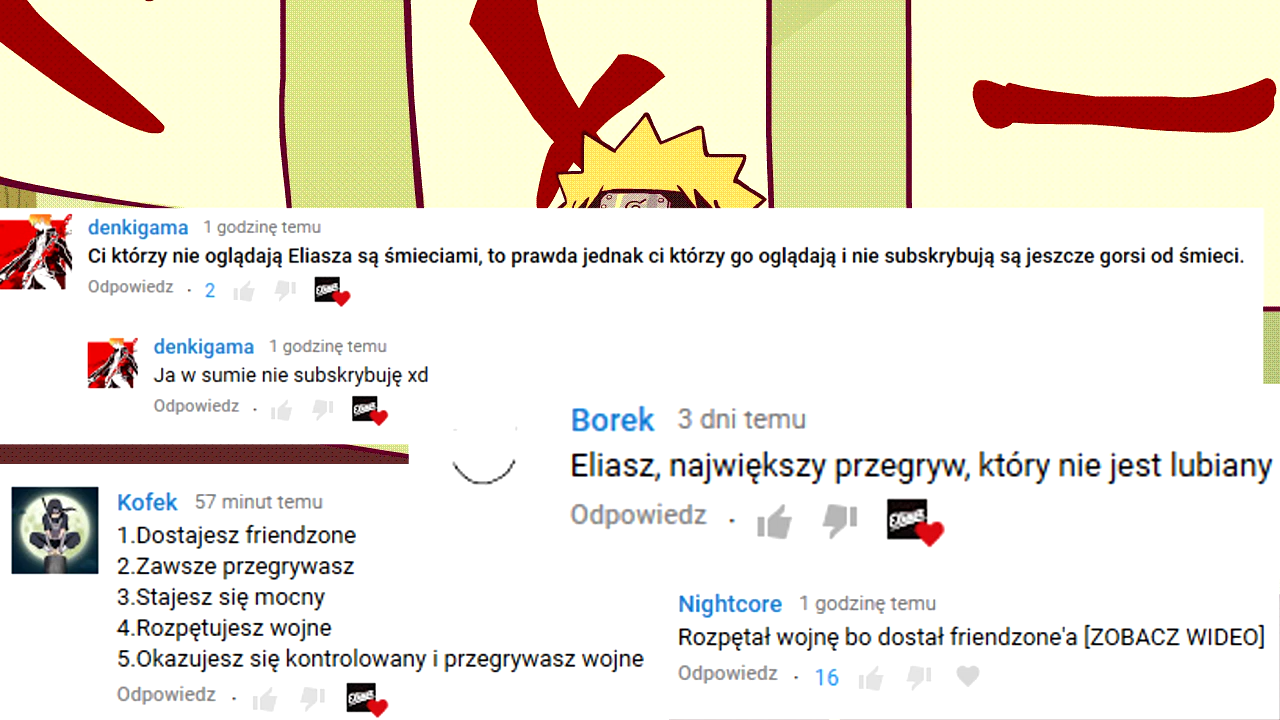 denkigama 1 godzinę temu
Ci którzy nie oglądają Eliasza są śmieciami, to prawda jednak ci którzy go oglądają i nie subskrybują są jeszcze gorsi od śmieci.
Odpowiedz · 2
denkigama 1 godzinę temu
Ja w sumie nie subskrybuję xd
Odpowiedz ·
Borek 3 dni temu
Eliasz, największy przegryw, który nie jest lubiany
Odpowiedz ·
Kofek 57 minut temu
1.Dostajesz friendzone
2.Zawsze przegrywasz
3.Stajesz się mocny
4.Rozpętujesz wojne
5.Okazujesz się kontrolowany i przegrywasz wojne
Odpowiedz ·
Nightcore 1 godzinę temu
Rozpętał wojnę bo dostał friendzone'a [ZOBACZ WIDEO]
Odpowiedz · 16